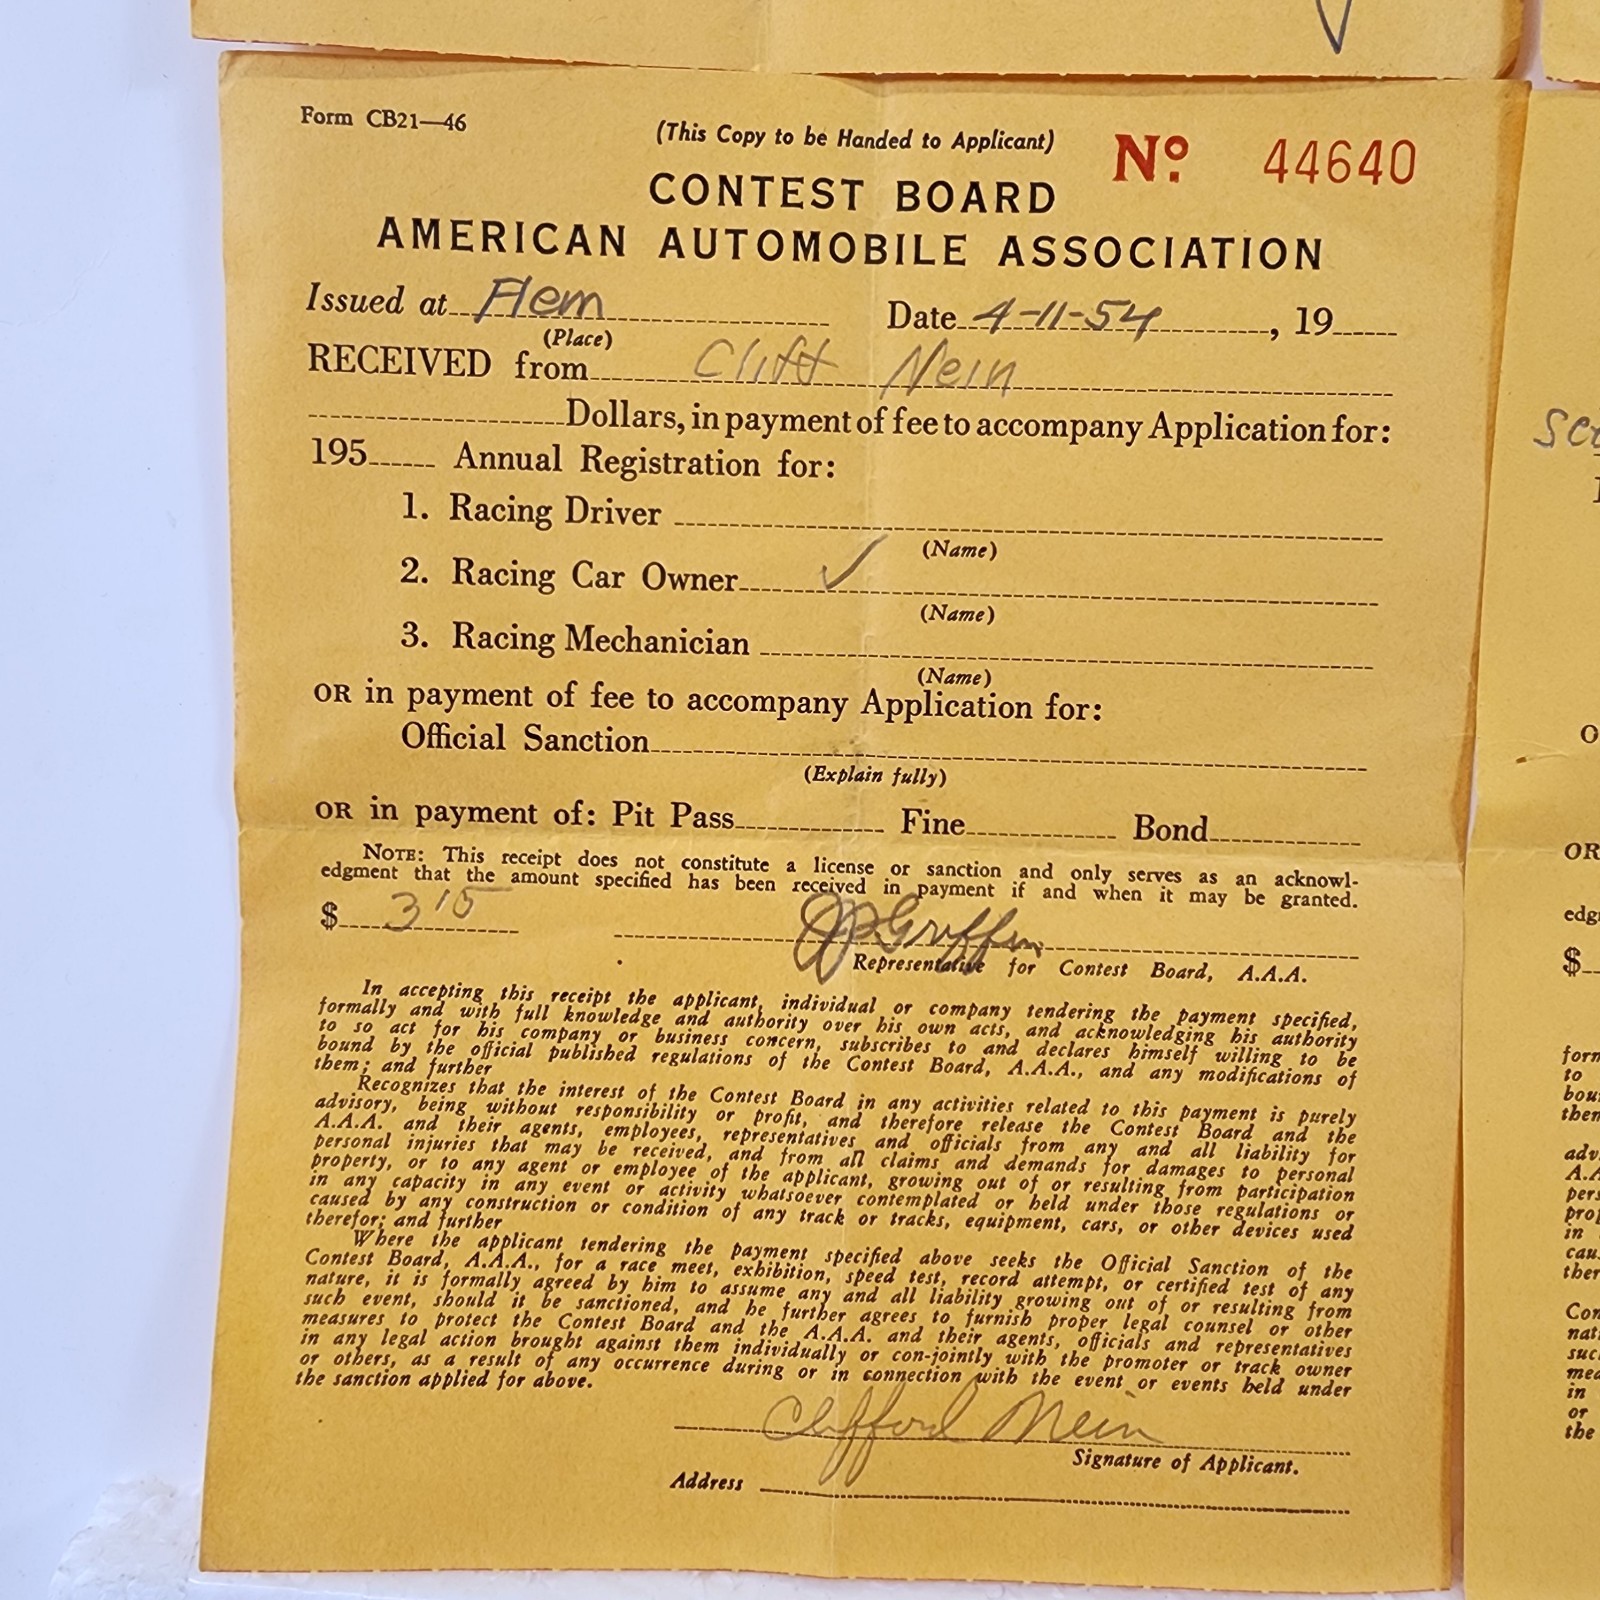 Form CB21—46
(This Copy to be Handed to Applicant)
No. 44640
CONTEST BOARD
AMERICAN AUTOMOBILE ASSOCIATION
Issued at Flem Date 4-11-54, 19
(Place)
RECEIVED from Clift Nein
Dollars, in payment of fee to accompany Application for:
195 Annual Registration for:
1. Racing Driver
(Name)
2. Racing Car Owner ✓
(Name)
3. Racing Mechanician
(Name)
OR in payment of fee to accompany Application for:
Official Sanction
(Explain fully)
OR in payment of: Pit Pass Fine Bond
NOTE: This receipt does not constitute a license or sanction and only serves as an acknowl-
edgment that the amount specified has been received in payment if and when it may be granted.
$ 3 15 JP Griffin
Representative for Contest Board, A.A.A.
In accepting this receipt the applicant, individual or company tendering the payment specified,
formally and with full knowledge and authority over his own acts, and acknowledging his authority
to so act for his company or business concern, subscribes to and declares himself willing to be
bound by the official published regulations of the Contest Board, A.A.A., and any modifications of
them; and further
Recognizes that the interest of the Contest Board in any activities related to this payment is purely
advisory, being without responsibility or profit, and therefore release the Contest Board and the
A.A.A. and their agents, employees, representatives and officials from any and all liability for
personal injuries that may be received, and from all claims and demands for damages to personal
property, or to any agent or employee of the applicant, growing out of or resulting from participation
in any capacity in any event or activity whatsoever contemplated or held under those regulations or
caused by any construction or condition of any track or tracks, equipment, cars, or other devices used
therefor; and further
Where the applicant tendering the payment specified above seeks the Official Sanction of the
Contest Board, A.A.A., for a race meet, exhibition, speed test, record attempt, or certified test of any
nature, it is formally agreed by him to assume any and all liability growing out of or resulting from
such event, should it be sanctioned, and he further agrees to furnish proper legal counsel or other
measures to protect the Contest Board and the A.A.A. and their agents, officials and representatives
in any legal action brought against them individually or con-jointly with the promoter or track owner
or others, as a result of any occurrence during or in connection with the event or events held under
the sanction applied for above.
Clifford Nein
Signature of Applicant.
Address